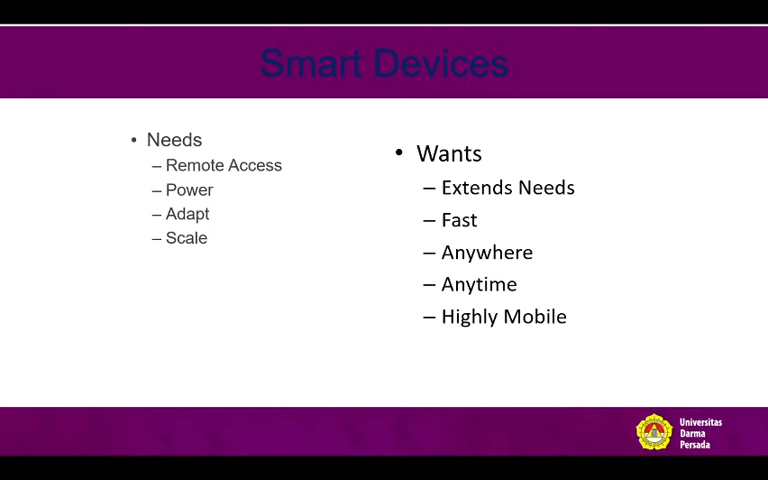 Smart Devices
• Needs
– Remote Access
– Power
– Adapt
– Scale
• Wants
– Extends Needs
– Fast
– Anywhere
– Anytime
– Highly Mobile
Universitas
Darma
Persada